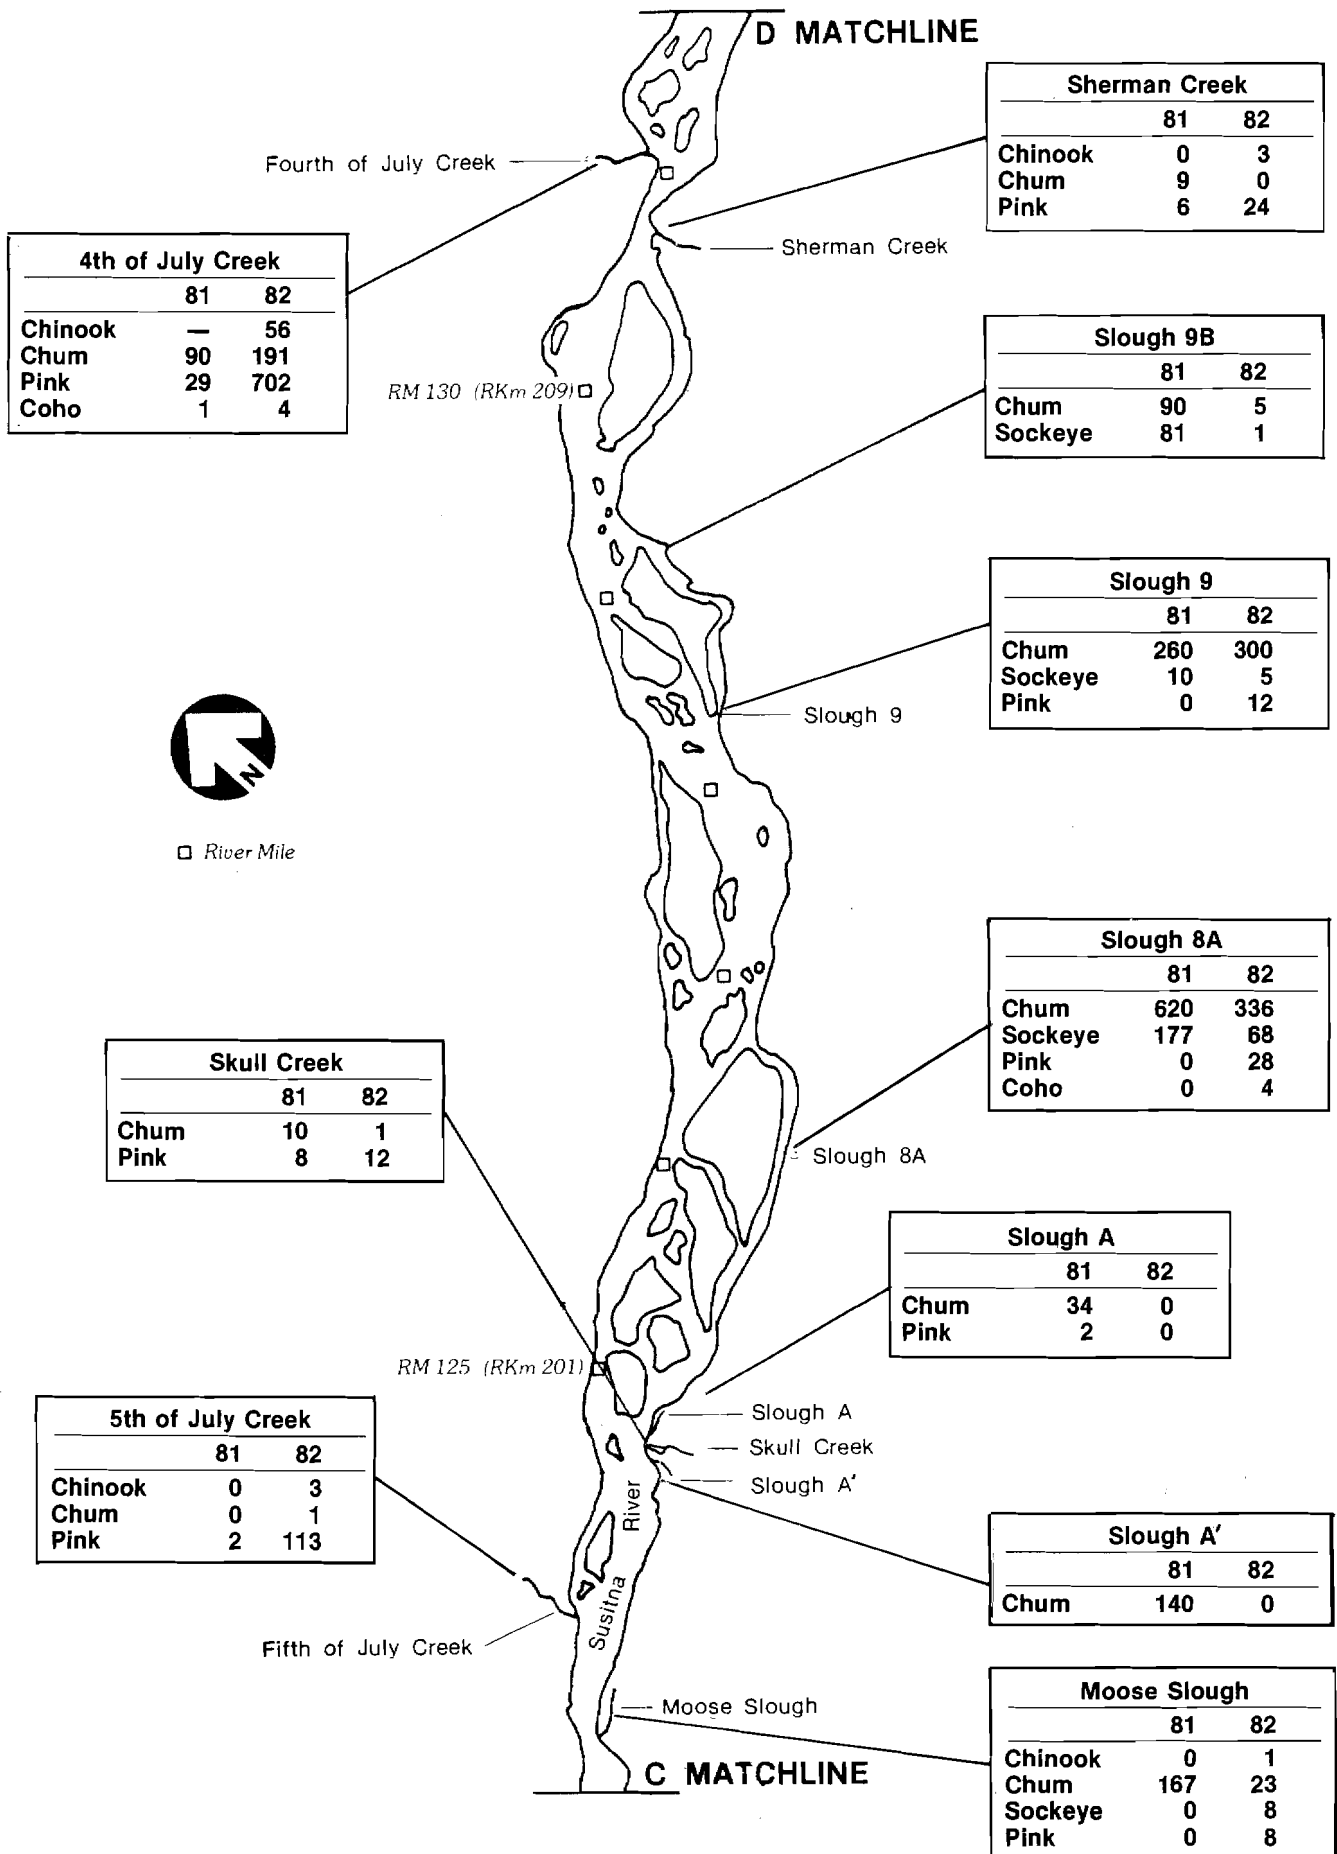 D MATCHLINE
Sherman Creek
81 82
Chinook 0 3
Chum 9 0
Pink 6 24
Fourth of July Creek
Sherman Creek
4th of July Creek
81 82
Chinook — 56
Chum 90 191
Pink 29 702
Coho 1 4
RM 130 (RKm 209)
Slough 9B
81 82
Chum 90 5
Sockeye 81 1
Slough 9
81 82
Chum 260 300
Sockeye 10 5
Pink 0 12
Slough 9
N
River Mile
Slough 8A
81 82
Chum 620 336
Sockeye 177 68
Pink 0 28
Coho 0 4
Skull Creek
81 82
Chum 10 1
Pink 8 12
Slough 8A
Slough A
81 82
Chum 34 0
Pink 2 0
RM 125 (RKm 201)
5th of July Creek
81 82
Chinook 0 3
Chum 0 1
Pink 2 113
Slough A
Skull Creek
Slough A'
Susitna River
Slough A'
81 82
Chum 140 0
Fifth of July Creek
Moose Slough
Moose Slough
81 82
Chinook 0 1
Chum 167 23
Sockeye 0 8
Pink 0 8
C MATCHLINE